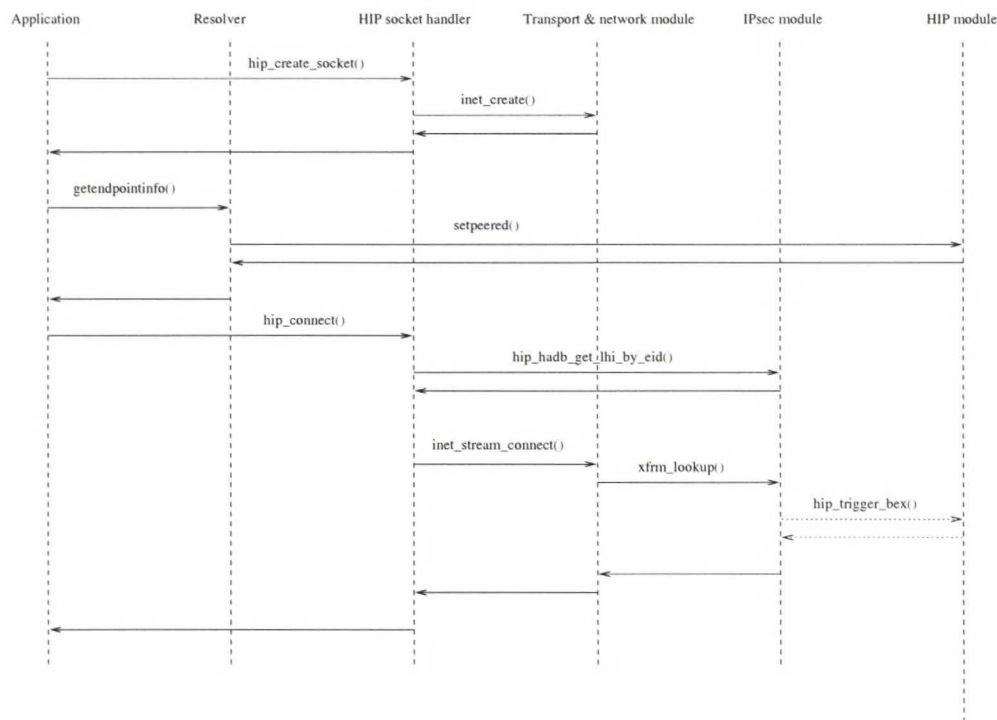 Application Resolver HIP socket handler Transport & network module IPsec module HIP module
hip_create_socket()
inet_create()
getendpointinfo()
setpeered()
hip_connect()
hip_hadb_get_lhi_by_eid()
inet_stream_connect()
xfrm_lookup()
hip_trigger_bex()